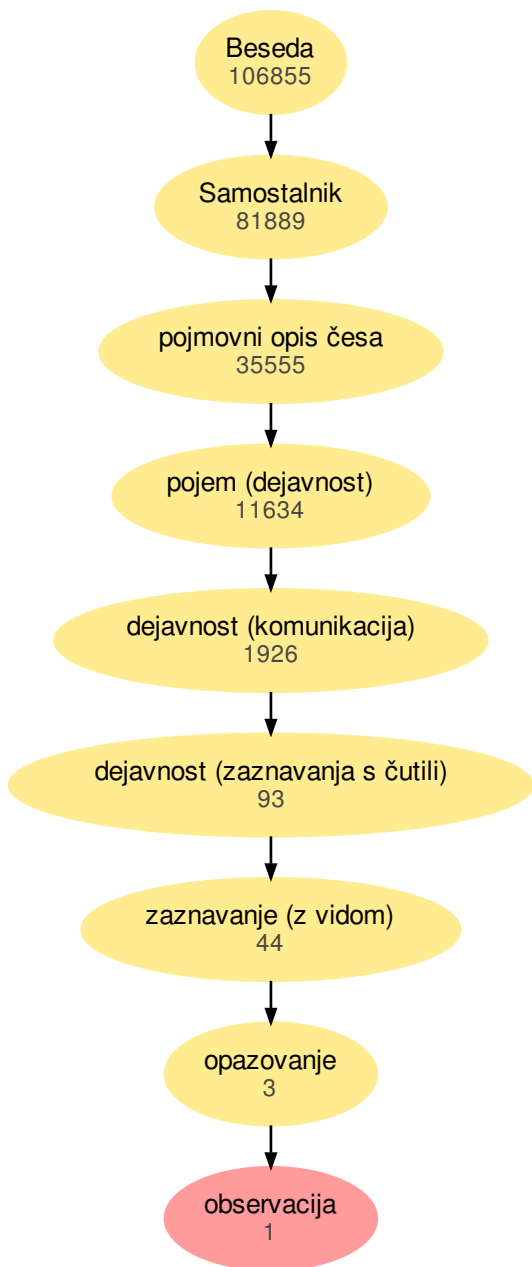 Beseda
106855
Samostalnik
81889
pojmovni opis česa
35555
pojem (dejavnost)
11634
dejavnost (komunikacija)
1926
dejavnost (zaznavanja s čutili)
93
zaznavanje (z vidom)
44
opazovanje
3
observacija
1